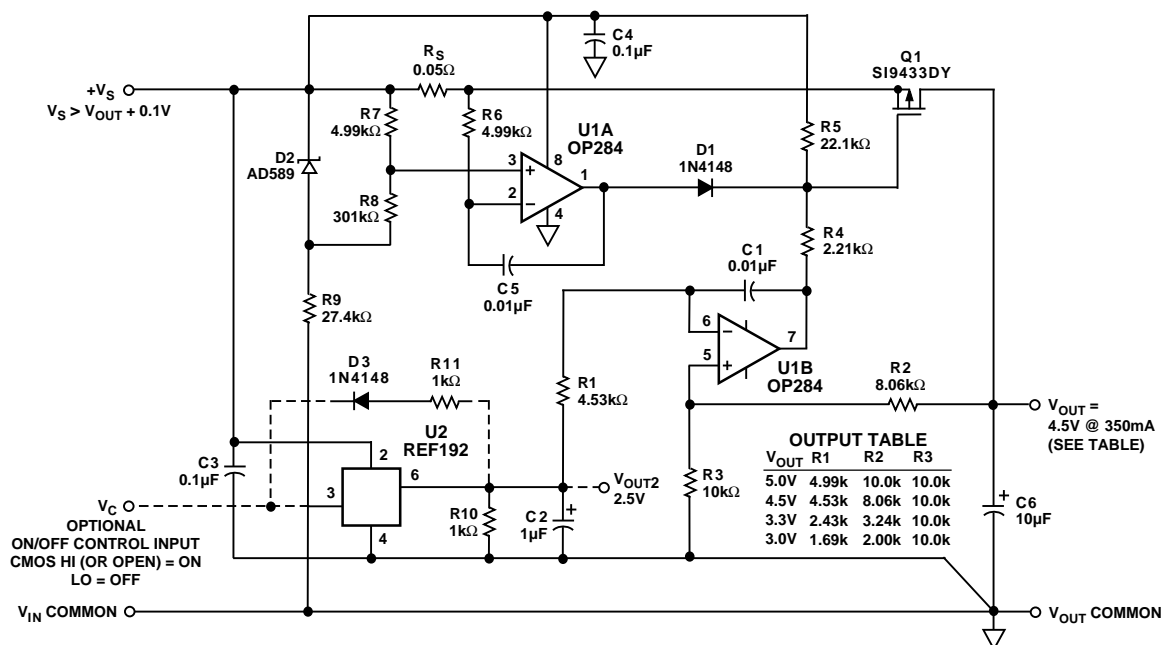 C4
0.1µF
RS
0.05Ω
Q1
SI9433DY
+VS
VS > VOUT + 0.1V
R7
4.99kΩ
R6
4.99kΩ
U1A
OP284
R5
22.1kΩ
D2
AD589
D1
1N4148
3
+
8
1
2
−
4
R8
301kΩ
R4
2.21kΩ
C1
0.01µF
C5
0.01µF
R9
27.4kΩ
6
−
7
5
+
U1B
OP284
D3
1N4148
R11
1kΩ
R1
4.53kΩ
R2
8.06kΩ
U2
REF192
VOUT =
4.5V @ 350mA
(SEE TABLE)
C3
0.1µF
2
6
3
4
VOUT2
2.5V
R3
10kΩ
OUTPUT TABLE
VOUT R1 R2 R3
5.0V 4.99k 10.0k 10.0k
4.5V 4.53k 8.06k 10.0k
3.3V 2.43k 3.24k 10.0k
3.0V 1.69k 2.00k 10.0k
VC
OPTIONAL
ON/OFF CONTROL INPUT
CMOS HI (OR OPEN) = ON
LO = OFF
R10
1kΩ
C2
1µF
+
+
C6
10µF
VIN COMMON
VOUT COMMON